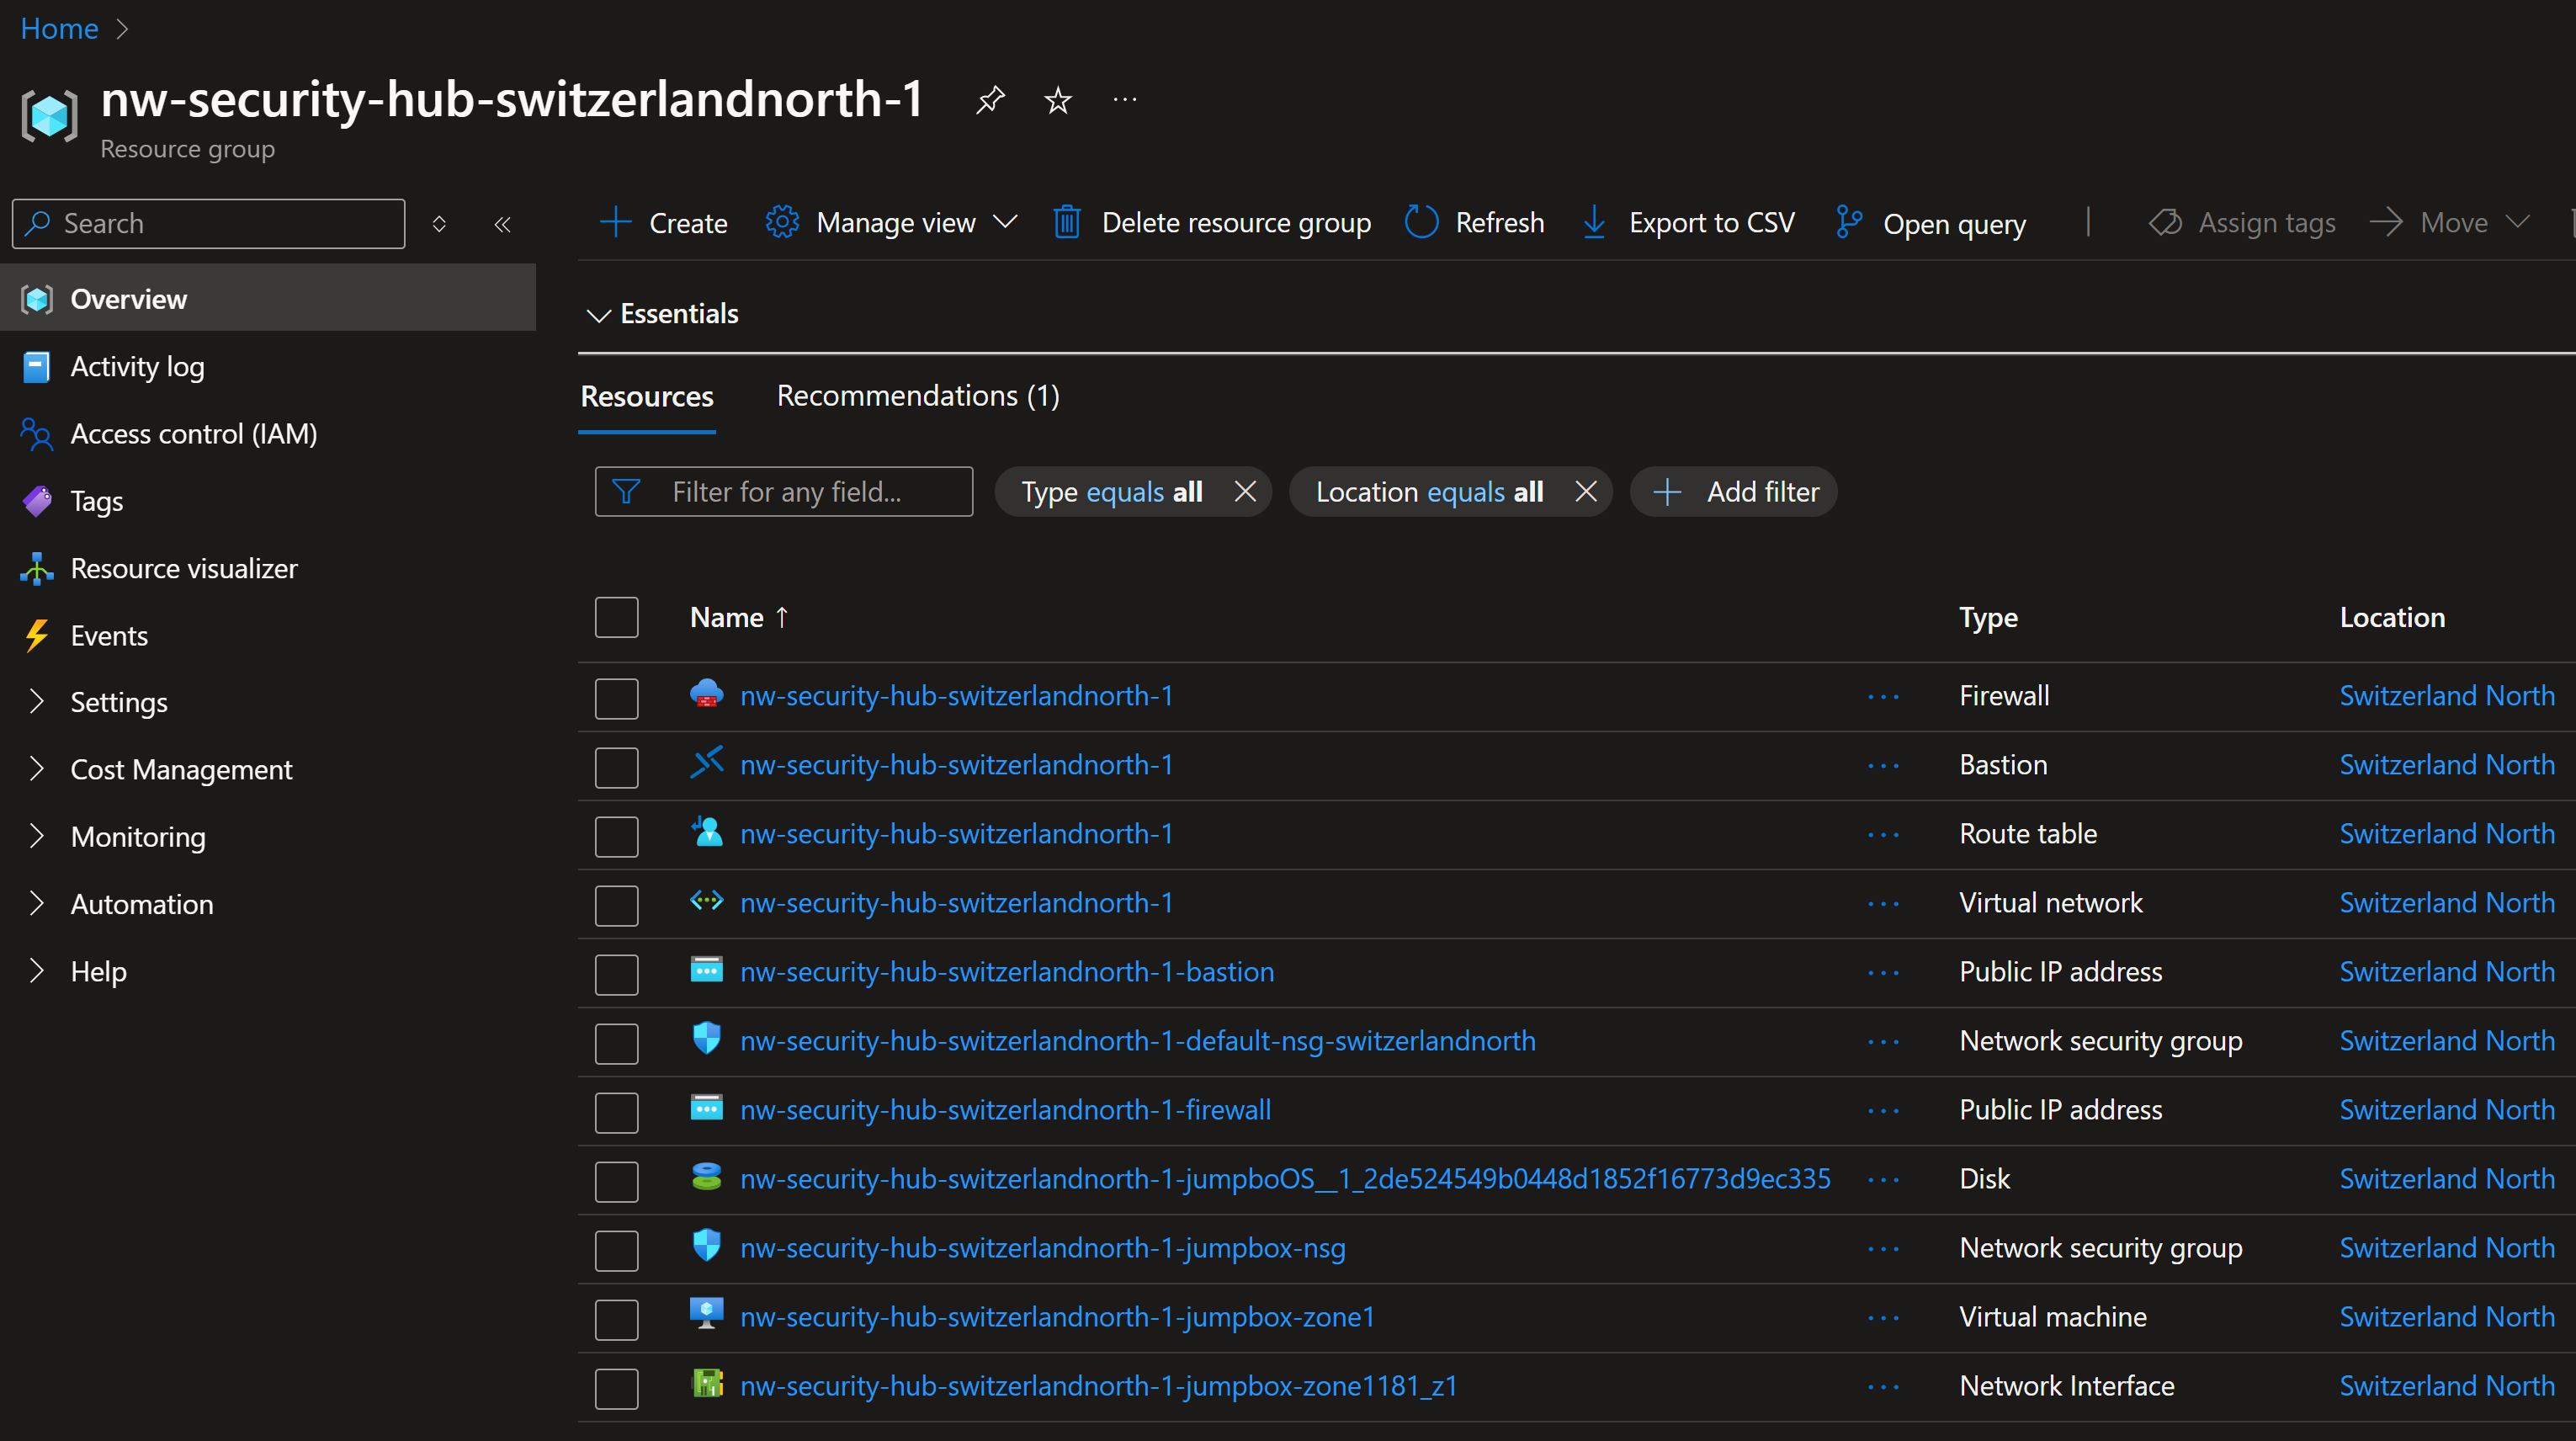 Home
nw-security-hub-switzerlandnorth-1
Resource group
Search
Create Manage view Delete resource group Refresh Export to CSV Open query Assign tags Move
Overview
Activity log
Access control (IAM)
Tags
Resource visualizer
Events
Settings
Cost Management
Monitoring
Automation
Help
Essentials
Resources Recommendations (1)
Filter for any field... Type equals all Location equals all Add filter
Name ↑ Type Location
nw-security-hub-switzerlandnorth-1 Firewall Switzerland North
nw-security-hub-switzerlandnorth-1 Bastion Switzerland North
nw-security-hub-switzerlandnorth-1 Route table Switzerland North
nw-security-hub-switzerlandnorth-1 Virtual network Switzerland North
nw-security-hub-switzerlandnorth-1-bastion Public IP address Switzerland North
nw-security-hub-switzerlandnorth-1-default-nsg-switzerlandnorth Network security group Switzerland North
nw-security-hub-switzerlandnorth-1-firewall Public IP address Switzerland North
nw-security-hub-switzerlandnorth-1-jumpboOS__1_2de524549b0448d1852f16773d9ec335 Disk Switzerland North
nw-security-hub-switzerlandnorth-1-jumpbox-nsg Network security group Switzerland North
nw-security-hub-switzerlandnorth-1-jumpbox-zone1 Virtual machine Switzerland North
nw-security-hub-switzerlandnorth-1-jumpbox-zone1181_z1 Network Interface Switzerland North